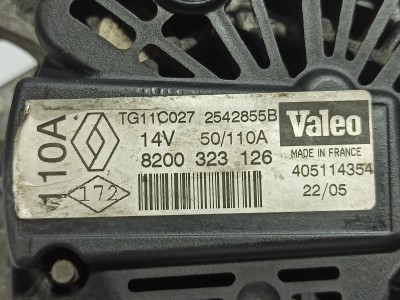 110A
TG11C027 2542855B
14V 50/110A
8200 323 126
172
Valeo
MADE IN FRANCE
405114354
22/05